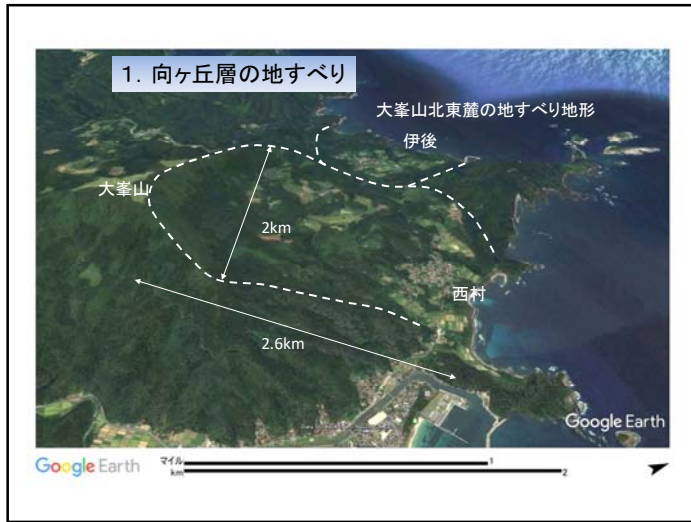 1. 向ヶ丘層の地すべり
大峯山北東麓の地すべり地形
伊後
大峯山
2km
西村
2.6km
Google Earth
Google Earth
マイル
1
km
2